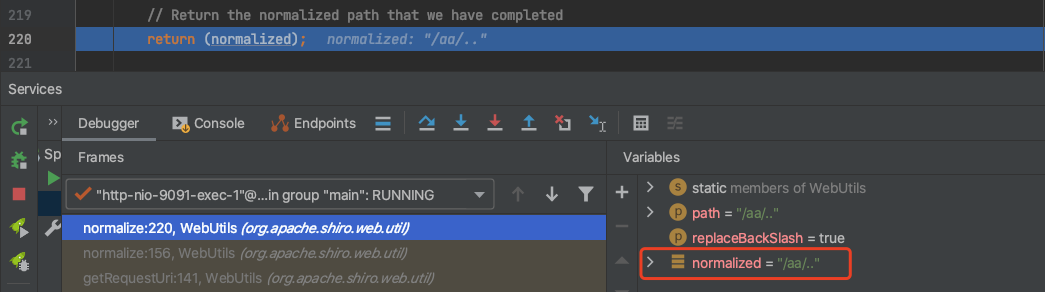 219 // Return the normalized path that we have completed
220 return (normalized); normalized: "/aa/.."
221
Services
Debugger Console Endpoints
Sp
Frames
Variables
"http-nio-9091-exec-1"@...in group "main": RUNNING
normalize:220, WebUtils (org.apache.shiro.web.util)
normalize:156, WebUtils (org.apache.shiro.web.util)
getRequestUri:141, WebUtils (org.apache.shiro.web.util)
static members of WebUtils
path = "/aa/.."
replaceBackSlash = true
normalized = "/aa/.."